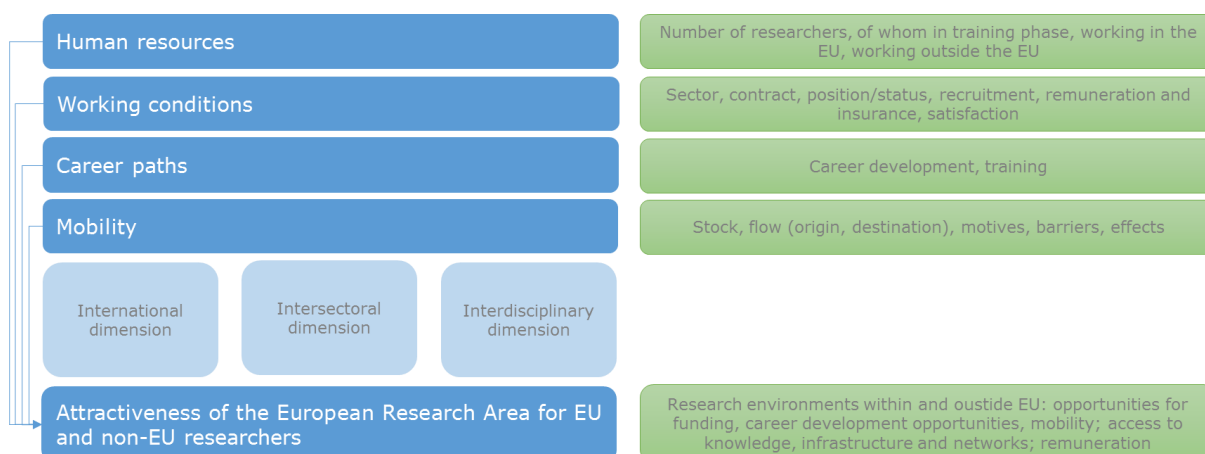 Human resources
Number of researchers, of whom in training phase, working in the
EU, working outside the EU
Working conditions
Sector, contract, position/status, recruitment, remuneration and
insurance, satisfaction
Career paths
Career development, training
Mobility
Stock, flow (origin, destination), motives, barriers, effects
International
dimension
Intersectoral
dimension
Interdisciplinary
dimension
Attractiveness of the European Research Area for EU
and non-EU researchers
Research environments within and oustide EU: opportunities for
funding, career development opportunities, mobility; access to
knowledge, infrastructure and networks; remuneration